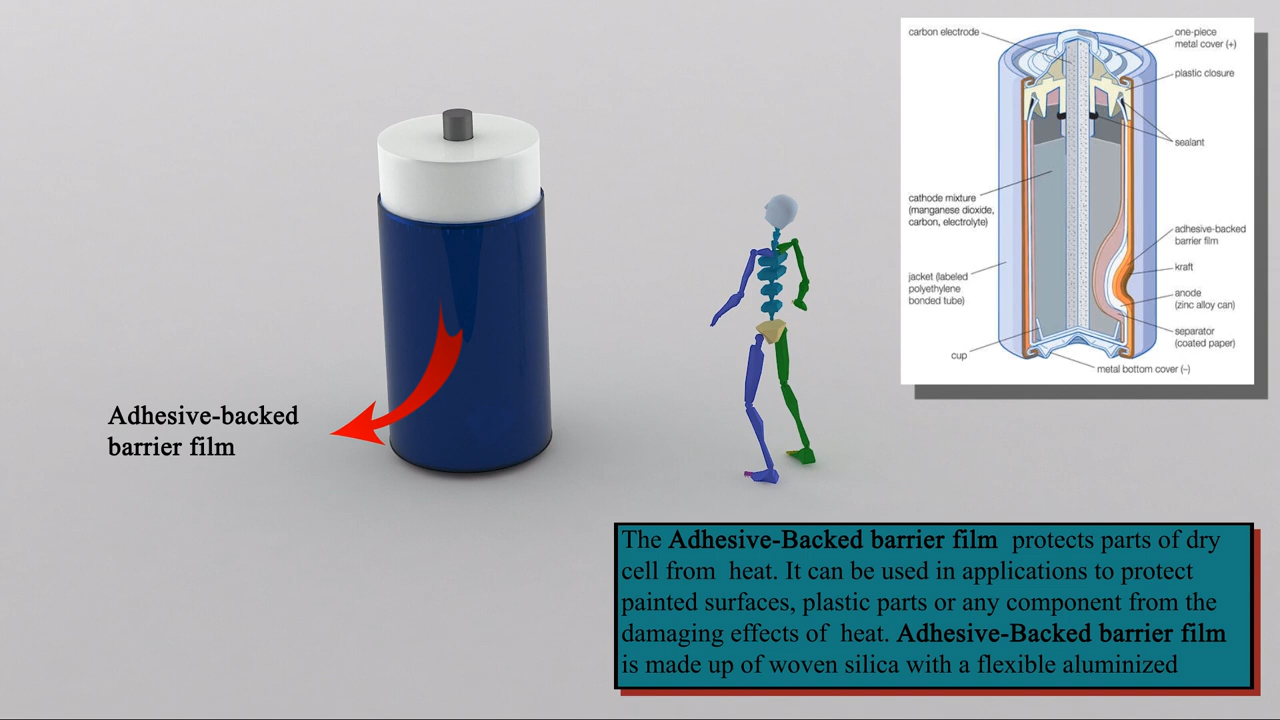 carbon electrode
one-piece
metal cover (+)
plastic closure
sealant
cathode mixture
(manganese dioxide,
carbon, electrolyte)
adhesive-backed
barrier film
kraft
jacket (labeled
polyethylene
bonded tube)
anode
(zinc alloy can)
separator
(coated paper)
cup
metal bottom cover (–)
Adhesive-backed
barrier film
The Adhesive-Backed barrier film protects parts of dry
cell from heat. It can be used in applications to protect
painted surfaces, plastic parts or any component from the
damaging effects of heat. Adhesive-Backed barrier film
is made up of woven silica with a flexible aluminized